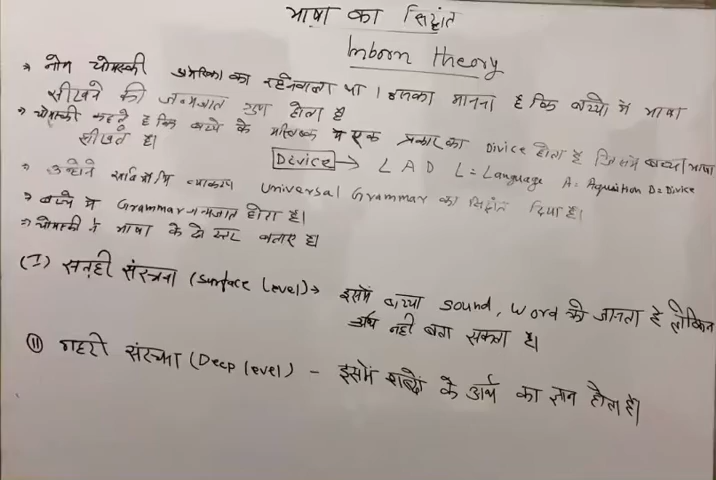 भाषा का सिद्वांत
Inborn theory
* नोम चोमस्की अमेरिका का रहनेवाला था। इनका मानना है कि बच्चो में भाषा
सीखने की जन्मजात गुण होता है
* चोमस्की कहते है कि बच्चे के मस्तिष्क में एक प्रकार का Divice होता है जिससे बच्चा भाषा
सीखते है।
Device → L A D L = Language A = Aquition D = Divice
* उन्होने सार्वभौमि व्याकरण Universal Grammar का सिद्वांत दिया है।
* बच्चे में Grammar जन्मजात होता है।
* चोमस्की ने भाषा के दो स्तर बताए है।
(I) सतही संरचना (Surface Level) → इसमें बच्चा Sound, Word को जानता है लेकिन
अर्थ नही बता सकता है।
(II) गहरी संरचना (Deep level) - इसमें शब्दों के अर्थ का ज्ञान होता है।